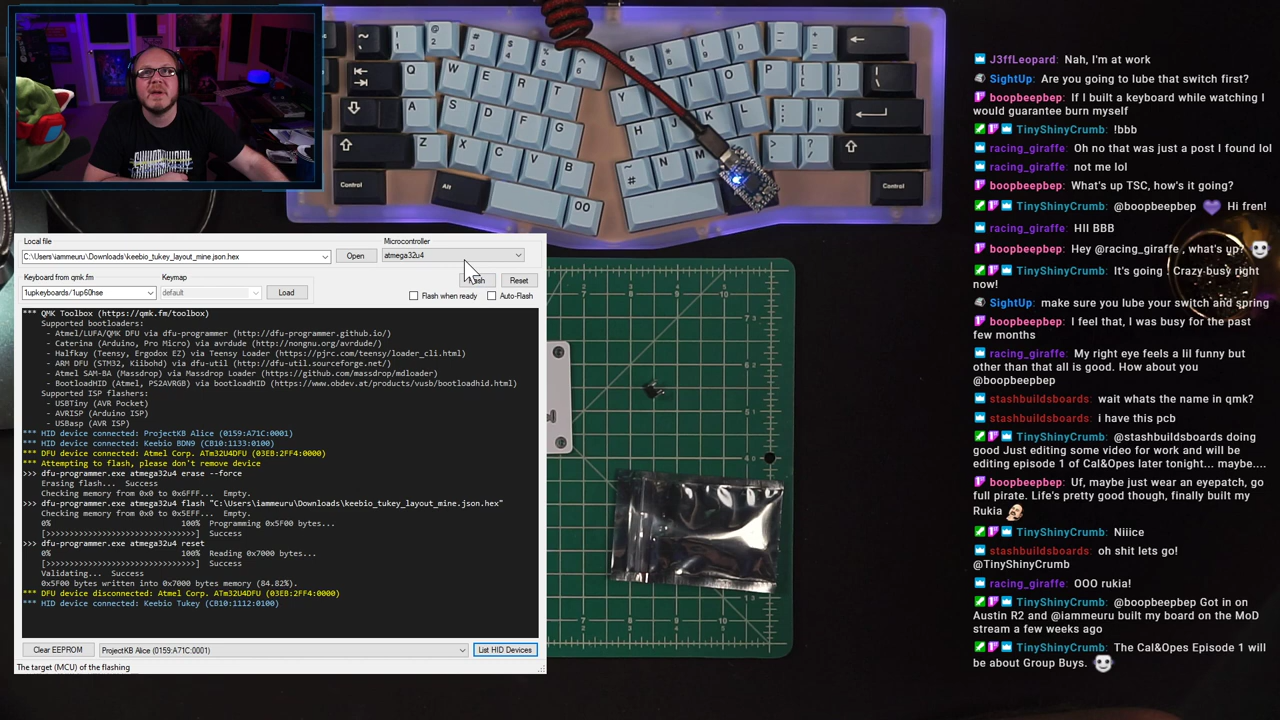 Local file
Microcontroller
C:\Users\iammeuru\Downloads\keebio_tukey_layout_mine.json.hex
Open
atmega32u4
Keyboard from qmk.fm
Keymap
Reset
1upkeyboards/1up60hse
default
Load
Flash when ready
Auto-Flash
*** QMK Toolbox (https://qmk.fm/toolbox)
Supported bootloaders:
- Atmel/LUFA/QMK DFU via dfu-programmer (http://dfu-programmer.github.io/)
- Caterina (Arduino, Pro Micro) via avrdude (http://nongnu.org/avrdude/)
- Halfkay (Teensy, Ergodox EZ) via Teensy Loader (https://pjrc.com/teensy/loader_cli.html)
- ARM DFU (STM32, Kiibohd) via dfu-util (http://dfu-util.sourceforge.net/)
- Atmel SAM-BA (Massdrop) via Massdrop Loader (https://github.com/massdrop/mdloader)
- BootloadHID (Atmel, PS2AVRGB) via bootloadHID (https://www.obdev.at/products/vusb/bootloadhid.html)
Supported ISP flashers:
- USBTiny (AVR Pocket)
- AVRISP (Arduino ISP)
- USBasp (AVR ISP)
*** HID device connected: ProjectKB Alice (0159:A71C:0001)
*** HID device connected: Keebio BDN9 (CB10:1133:0100)
*** DFU device connected: Atmel Corp. ATm32U4DFU (03EB:2FF4:0000)
*** Attempting to flash, please don't remove device
>>> dfu-programmer.exe atmega32u4 erase --force
Erasing flash... Success
Checking memory from 0x0 to 0x6FFF... Empty.
>>> dfu-programmer.exe atmega32u4 flash "C:\Users\iammeuru\Downloads\keebio_tukey_layout_mine.json.hex"
Checking memory from 0x0 to 0x5EFF... Empty.
0% 100% Programming 0x5F00 bytes...
[>>>>>>>>>>>>>>>>>>>>>>>>>>>>>>>>] Success
>>> dfu-programmer.exe atmega32u4 reset
0% 100% Reading 0x7000 bytes...
[>>>>>>>>>>>>>>>>>>>>>>>>>>>>>>>>] Success
Validating... Success
0x5F00 bytes written into 0x7000 bytes memory (84.82%).
*** DFU device disconnected: Atmel Corp. ATm32U4DFU (03EB:2FF4:0000)
*** HID device connected: Keebio Tukey (CB10:1112:0100)
Clear EEPROM
ProjectKB Alice (0159:A71C:0001)
List HID Devices
The target (MCU) of the flashing
Q W E R T Y U I O P
A S D F G H J K L
Z X C V B N M
Control
Alt
00
Control
J3ffLeopard: Nah, I'm at work
SightUp: Are you going to lube that switch first?
boopbeepbep: If I built a keyboard while watching I
would guarantee burn myself
TinyShinyCrumb: !bbb
racing_giraffe: Oh no that was just a post I found lol
racing_giraffe: not me lol
boopbeepbep: What's up TSC, how's it going?
TinyShinyCrumb: @boopbeepbep Hi fren!
racing_giraffe: HII BBB
boopbeepbep: Hey @racing_giraffe , what's up?
TinyShinyCrumb: It's going ! Crazy busy right
now!
SightUp: make sure you lube your switch and spring
boopbeepbep: I feel that, I was busy for the past
few months
racing_giraffe: My right eye feels a lil funny but
other than that all is good. How about you
@boopbeepbep
stashbuildsboards: wait whats the name in qmk?
stashbuildsboards: i have this pcb
TinyShinyCrumb: @stashbuildsboards doing
good Just editing some video for work and will be
editing episode 1 of Cal&Opes later tonight... maybe....
boopbeepbep: Uf, maybe just wear an eyepatch, go
full pirate. Life's pretty good though, finally built my
Rukia
TinyShinyCrumb: Niiice
stashbuildsboards: oh shit lets go!
@TinyShinyCrumb
racing_giraffe: OOO rukia!
TinyShinyCrumb: @boopbeepbep Got in on
Austin R2 and @iammeuru built my board on the MoD
stream a few weeks ago
TinyShinyCrumb: The Cal&Opes Episode 1 will
be about Group Buys.